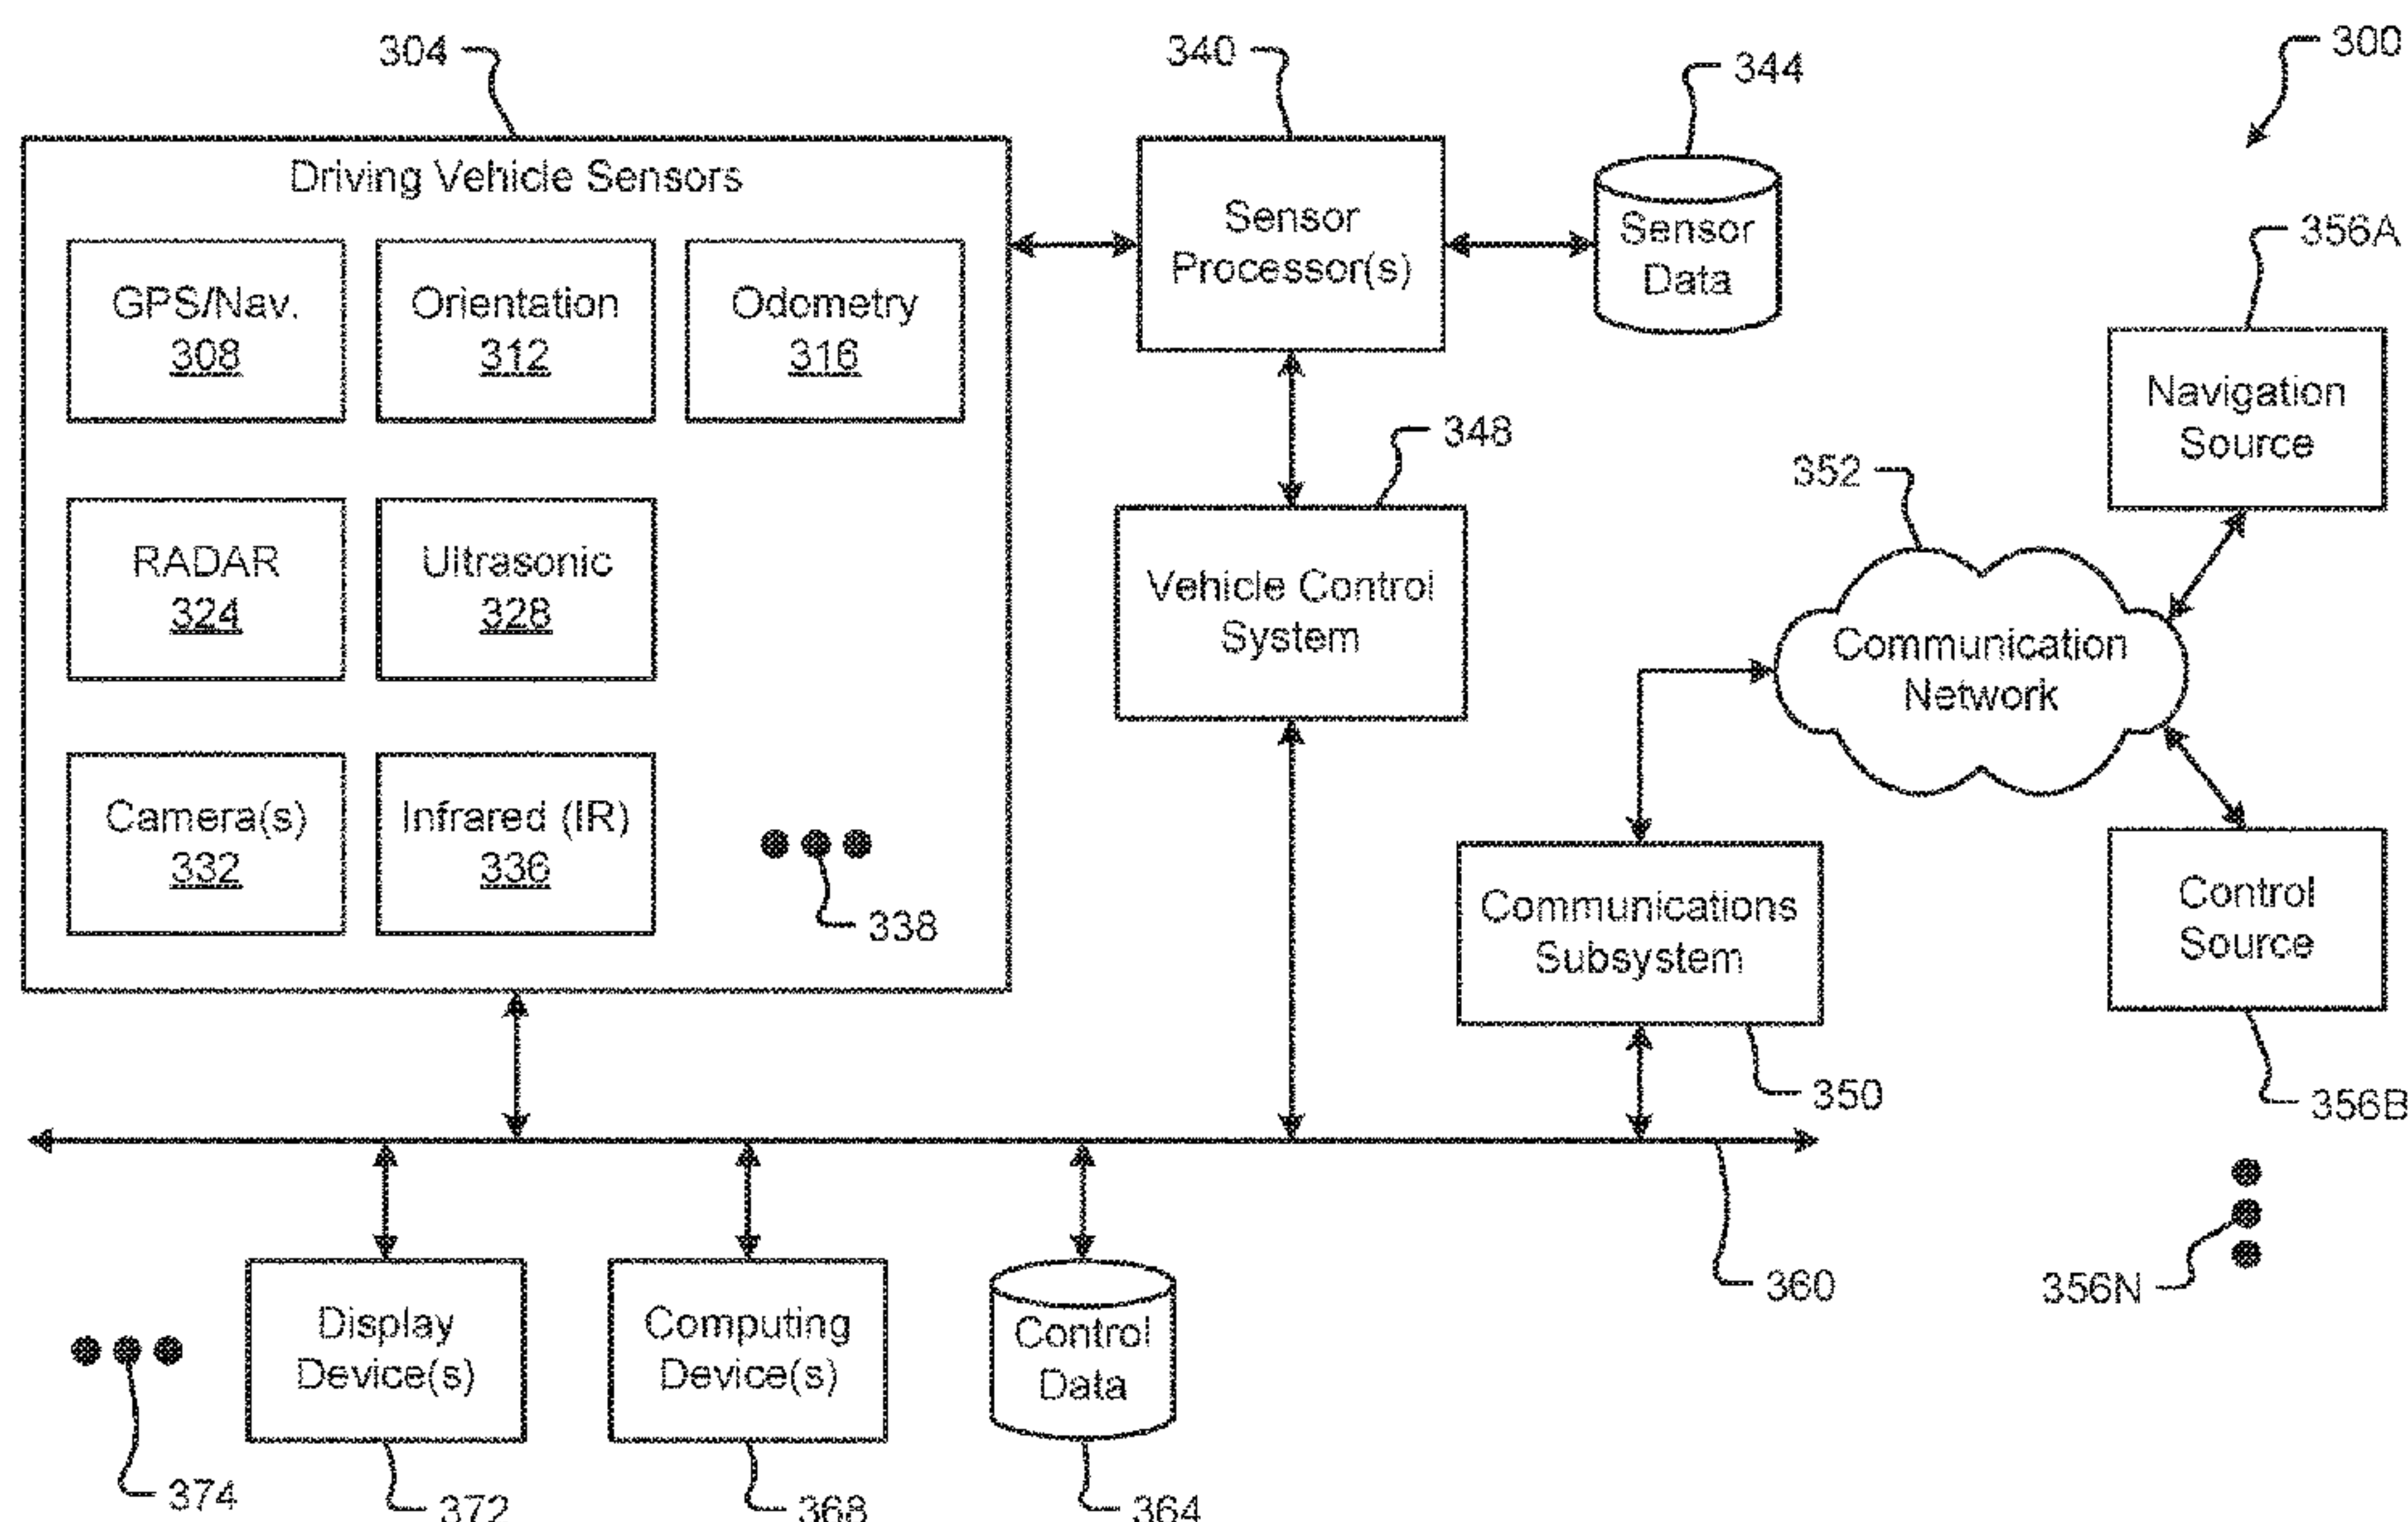 304
340
344
300
Driving Vehicle Sensors
GPS/Nav.
308
Orientation
312
Odometry
316
Sensor
Processor(s)
Sensor
Data
356A
Navigation
Source
348
352
RADAR
324
Ultrasonic
328
Vehicle Control
System
Communication
Network
Camera(s)
332
Infrared (IR)
336
338
Communications
Subsystem
Control
Source
350
356B
360
356N
Display
Device(s)
Computing
Device(s)
Control
Data
374
372
368
364